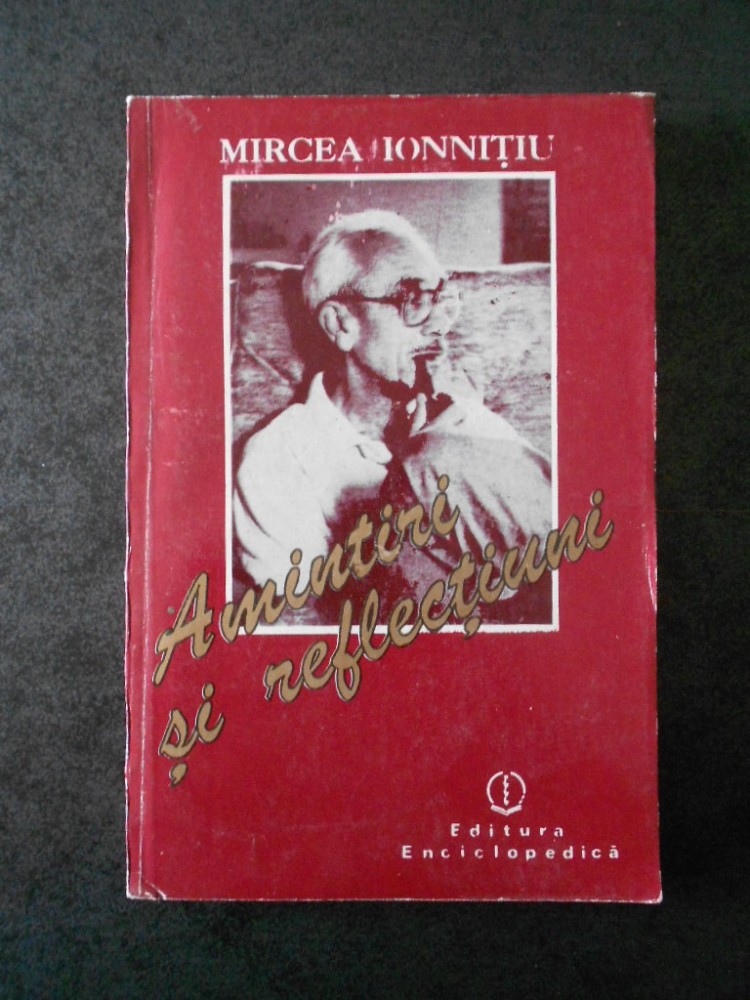 MIRCEA IONNIȚIU
Amintiri
și reflecțiuni
Editura
Enciclopedică